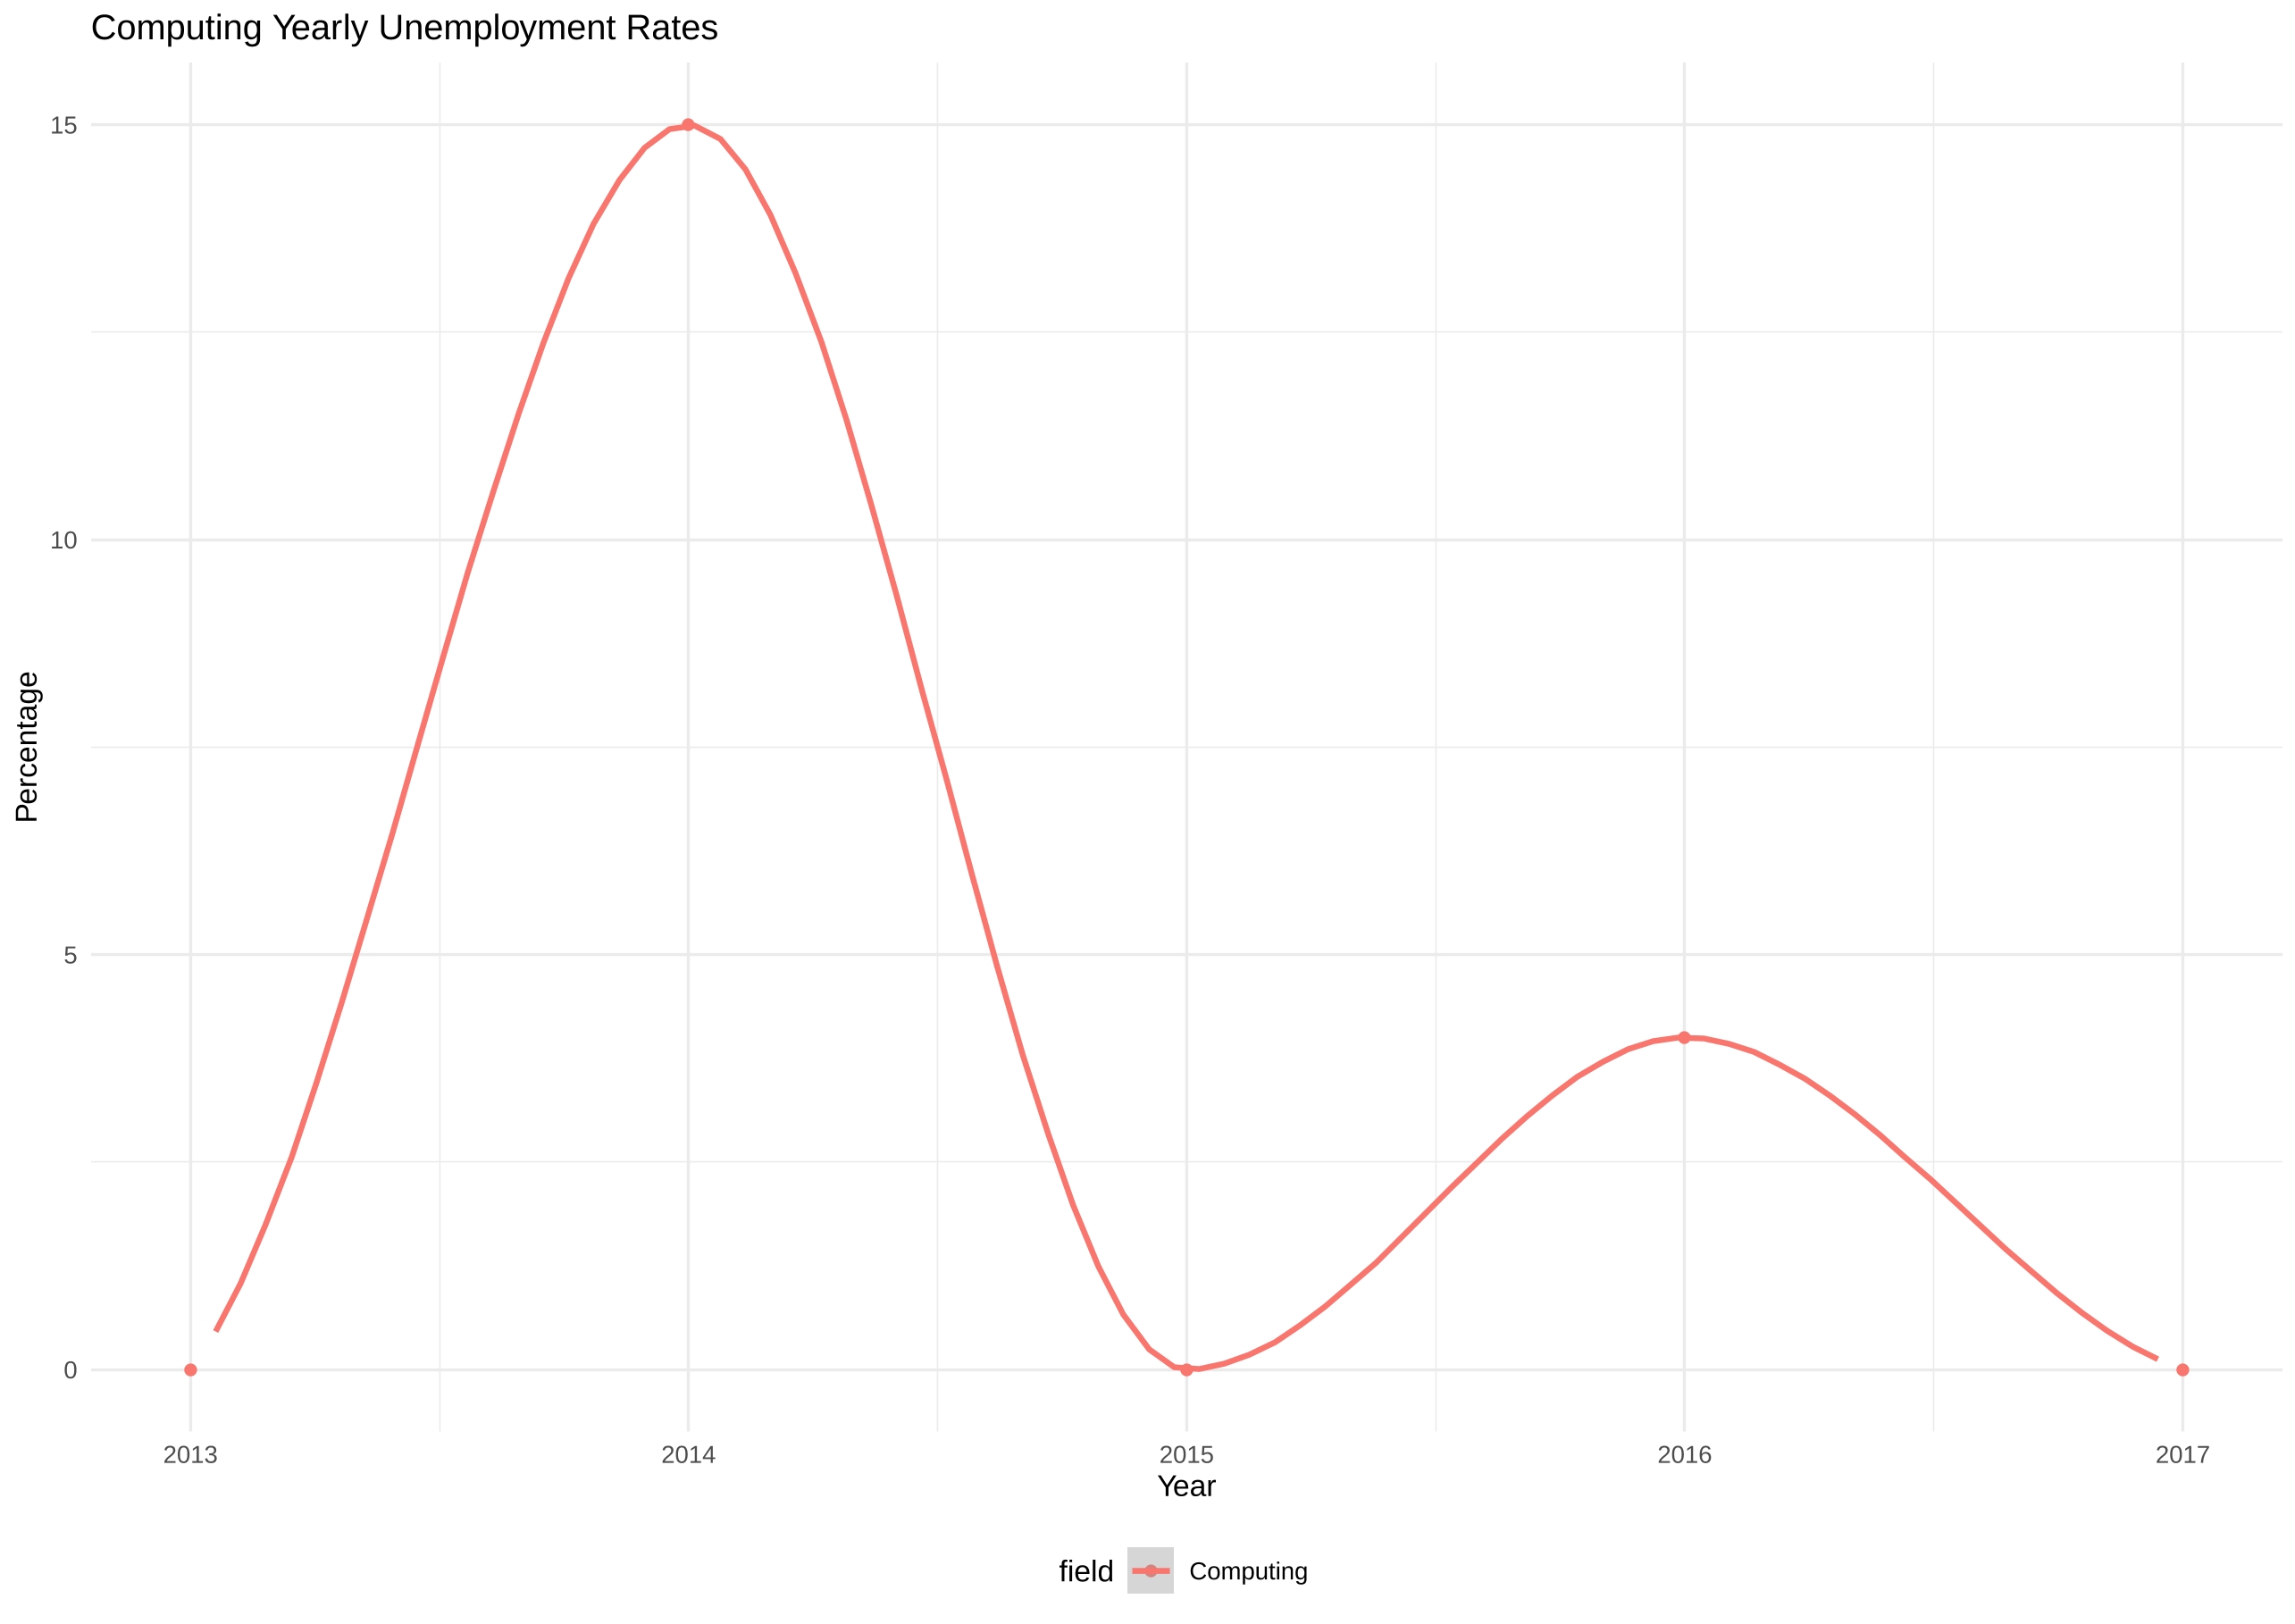 Computing Yearly Unemployment Rates
15
10
5
0
Percentage
2013 2014 2015 2016 2017
Year
field Computing